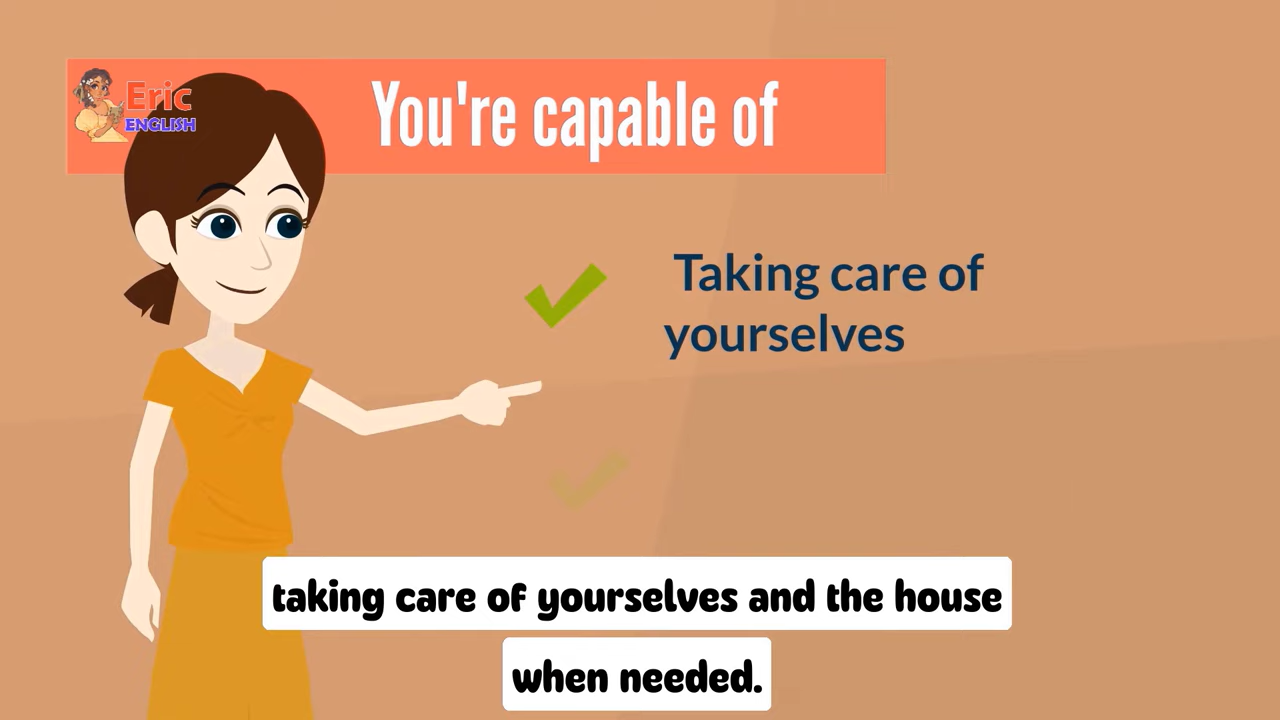 Eric
ENGLISH
You're capable of
Taking care of
yourselves
taking care of yourselves and the house
when needed.